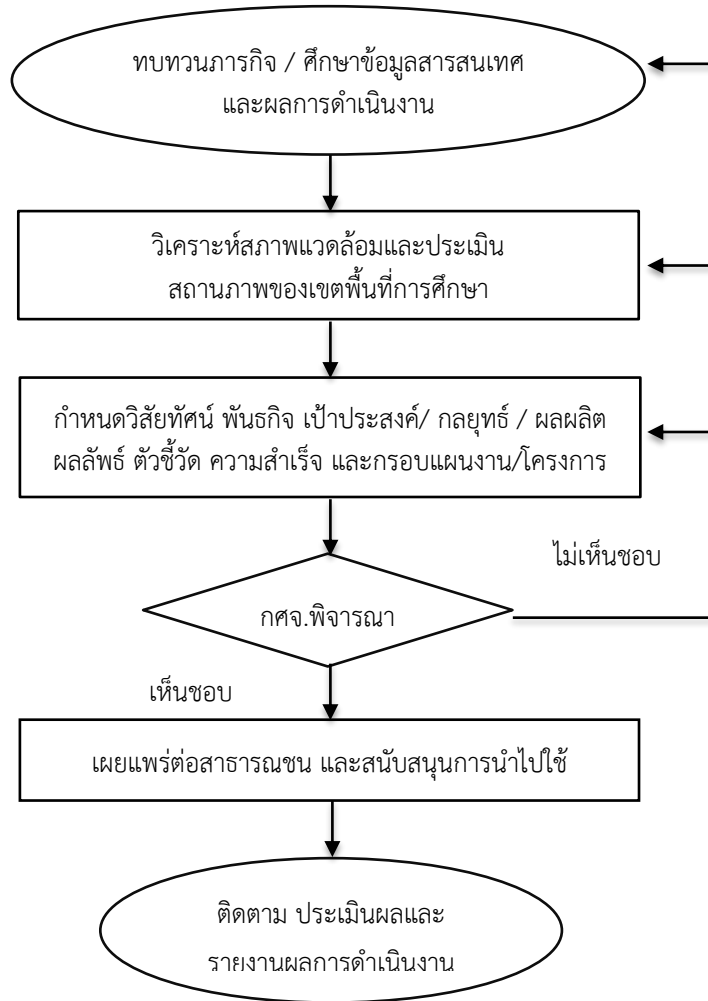 ทบทวนภารกิจ / ศึกษาข้อมูลสารสนเทศ
และผลการดำเนินงาน
วิเคราะห์สภาพแวดล้อมและประเมิน
สถานภาพของเขตพื้นที่การศึกษา
กำหนดวิสัยทัศน์ พันธกิจ เป้าประสงค์/ กลยุทธ์ / ผลผลิต
ผลลัพธ์ ตัวชี้วัด ความสำเร็จ และกรอบแผนงาน/โครงการ
ไม่เห็นชอบ
กศจ.พิจารณา
เห็นชอบ
เผยแพร่ต่อสาธารณชน และสนับสนุนการนำไปใช้
ติดตาม ประเมินผลและ
รายงานผลการดำเนินงาน